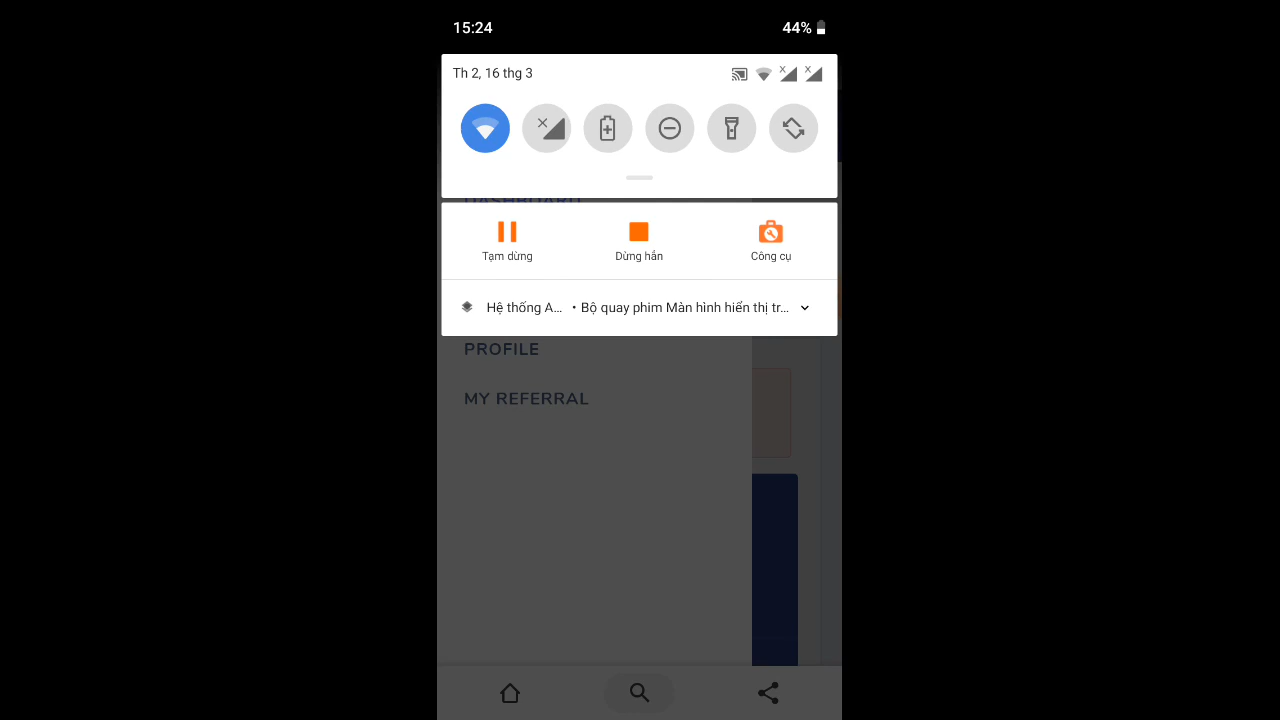 15:24
44%
Th 2, 16 thg 3
DASHBOARD
Tạm dừng
Dừng hẳn
Công cụ
Hệ thống A... • Bộ quay phim Màn hình hiển thị tr...
PROFILE
MY REFERRAL